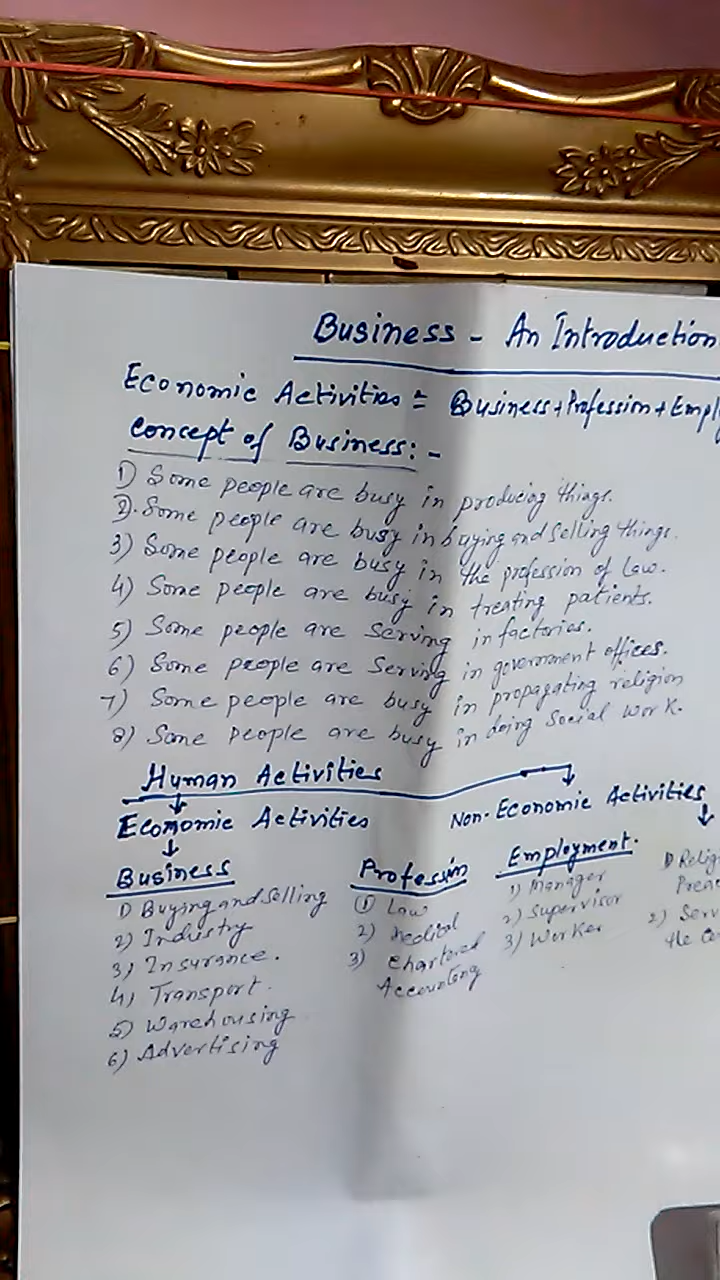 Business - An Introduction
Economic Activities = Business + Profession + Empl
Concept of Business: -
1) Some people are busy in producing things.
2). Some people are busy in buying and selling things.
3) Some people are busy in the profession of law.
4) Some people are busy in treating patients.
5) Some people are serving in factories.
6) Some people are serving in government offices.
7) Some people are busy in propagating religion
8) Some people are busy in doing social work.
Human Activities
Economic Activities Non-Economic Activities
Business Profession Employment.
1) Buying and selling ① Law 1) Manager 1) Relig
2) Industry 2) Medical 2) Supervisor Prea
3) Insurance. 3) Chartered 3) Worker 2) Serv
4) Transport. Accounting the
5) Warehousing
6) Advertising